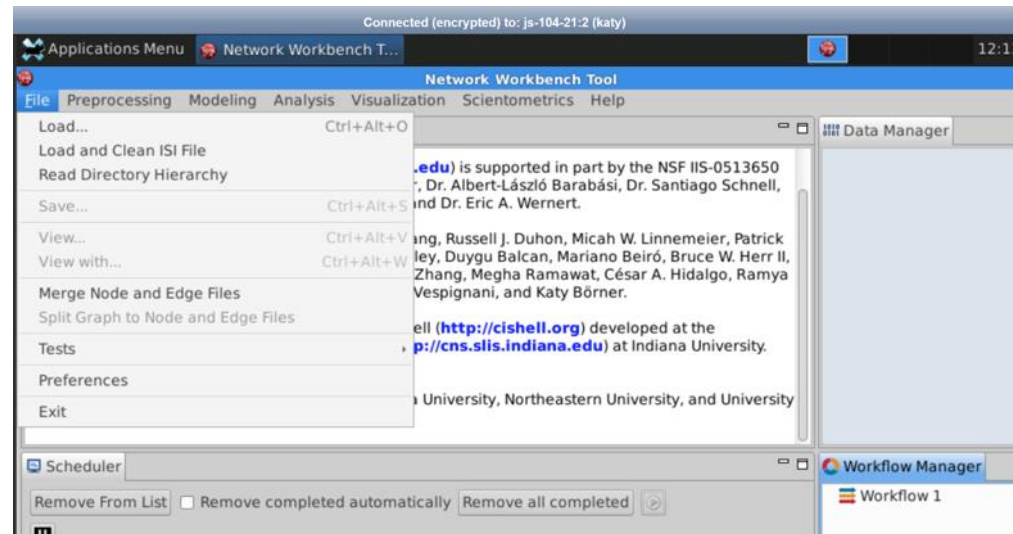 Connected (encrypted) to: js-104-21:2 (katy)
Applications Menu Network Workbench T... 12:1
Network Workbench Tool
File Preprocessing Modeling Analysis Visualization Scientometrics Help
Load... Ctrl+Alt+O
Load and Clean ISI File
Read Directory Hierarchy
Save... Ctrl+Alt+S
View... Ctrl+Alt+V
View with... Ctrl+Alt+W
Merge Node and Edge Files
Split Graph to Node and Edge Files
Tests
Preferences
Exit
.edu) is supported in part by the NSF IIS-0513650
, Dr. Albert-László Barabási, Dr. Santiago Schnell,
and Dr. Eric A. Wernert.
ang, Russell J. Duhon, Micah W. Linnemeier, Patrick
ley, Duygu Balcan, Mariano Beiró, Bruce W. Herr II,
Zhang, Megha Ramawat, César A. Hidalgo, Ramya
Vespignani, and Katy Börner.
ell (http://cishell.org) developed at the
p://cns.slis.indiana.edu) at Indiana University.
University, Northeastern University, and University
Data Manager
Scheduler
Remove From List Remove completed automatically Remove all completed
Workflow Manager
Workflow 1